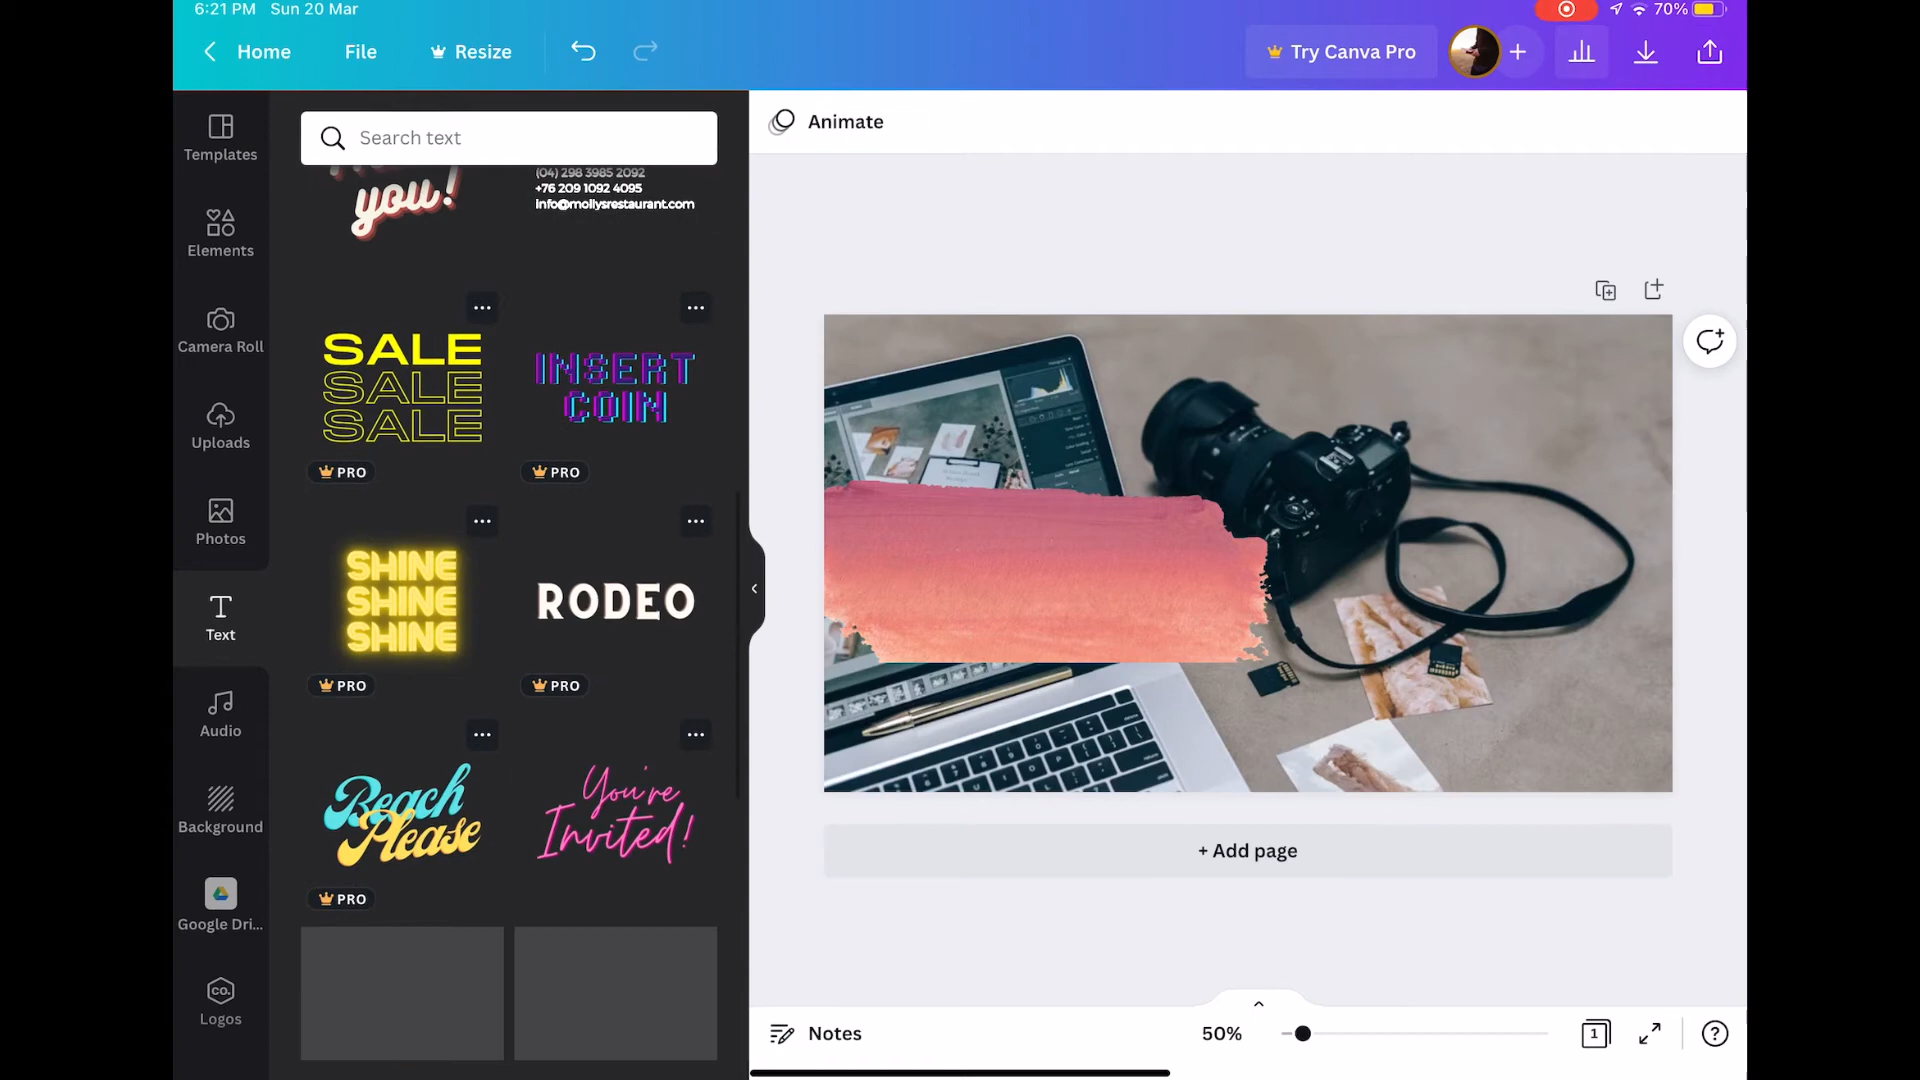 6:21 PM Sun 20 Mar
70%
Home
File
Resize
Try Canva Pro
Templates
Elements
Camera Roll
Uploads
Photos
Text
Audio
Background
Google Dri...
CO.
Logos
Search text
you!
(04) 298 3985 2092
+76 209 1092 4095
info@mollysrestaurant.com
SALE
SALE
SALE
PRO
INSERT
COIN
PRO
SHINE
SHINE
SHINE
PRO
RODEO
PRO
Beach
Please
PRO
You're
Invited!
Animate
+ Add page
Notes
50%
1
?